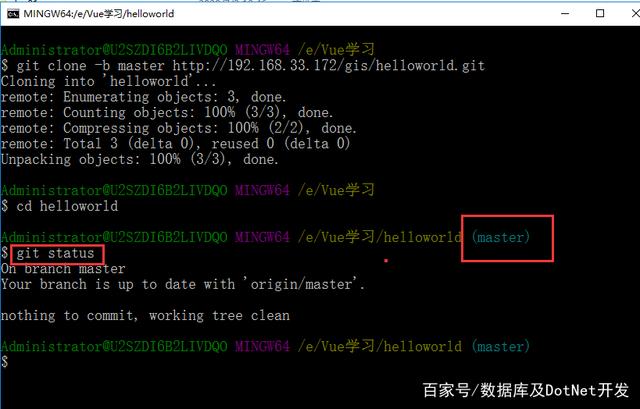 MINGW64:/e/Vue学习/helloworld
Administrator@U2SZDI6B2LIVDQO MINGW64 /e/Vue学习
$ git clone -b master http://192.168.33.172/gis/helloworld.git
Cloning into 'helloworld'...
remote: Enumerating objects: 3, done.
remote: Counting objects: 100% (3/3), done.
remote: Compressing objects: 100% (2/2), done.
remote: Total 3 (delta 0), reused 0 (delta 0)
Unpacking objects: 100% (3/3), done.
Administrator@U2SZDI6B2LIVDQO MINGW64 /e/Vue学习
$ cd helloworld
Administrator@U2SZDI6B2LIVDQO MINGW64 /e/Vue学习/helloworld (master)
$ git status
On branch master
Your branch is up to date with 'origin/master'.
nothing to commit, working tree clean
Administrator@U2SZDI6B2LIVDQO MINGW64 /e/Vue学习/helloworld (master)
$
百家号/数据库及DotNet开发